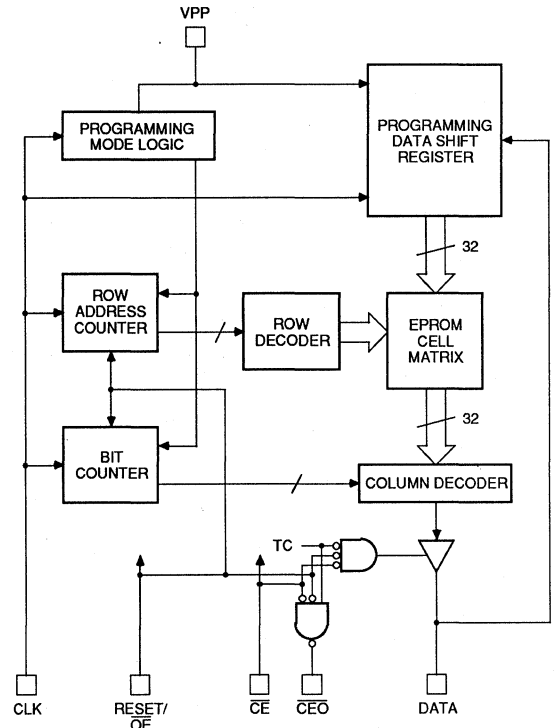 VPP
PROGRAMMING
MODE LOGIC
PROGRAMMING
DATA SHIFT
REGISTER
32
ROW
ADDRESS
COUNTER
ROW
DECODER
EPROM
CELL
MATRIX
32
BIT
COUNTER
COLUMN DECODER
TC
CLK
RESET/
OE
CE
CEO
DATA